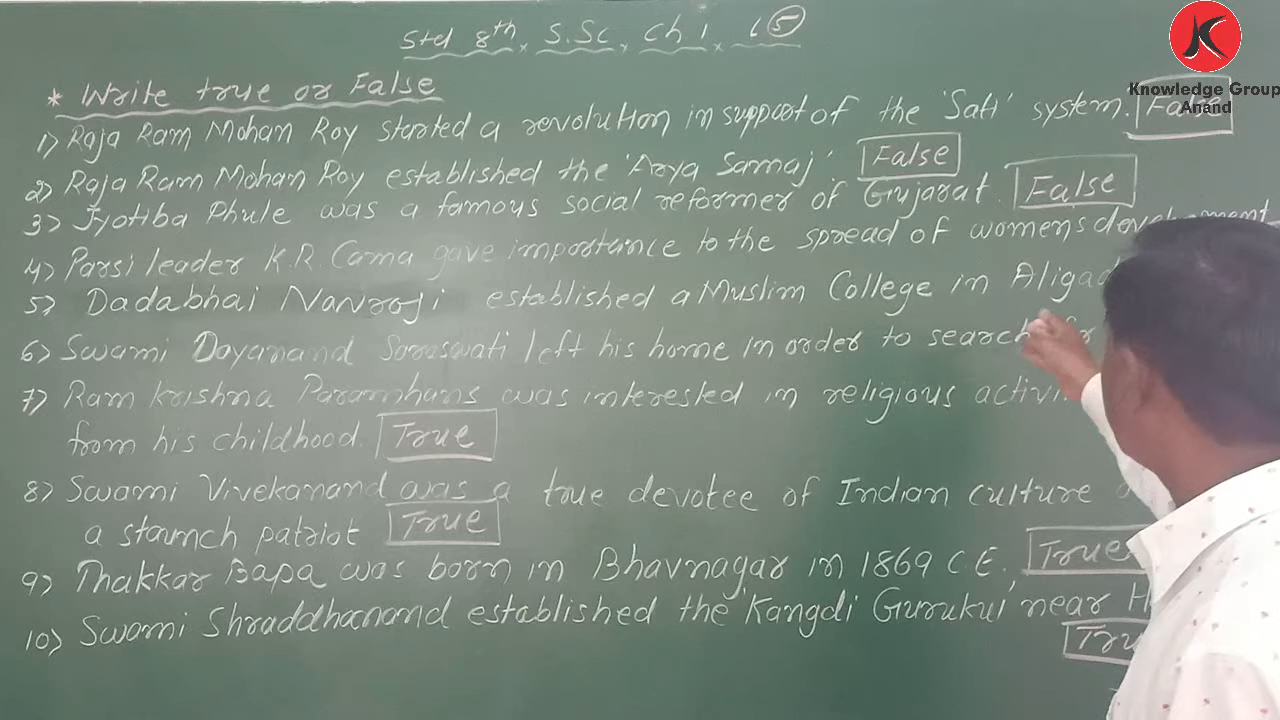 Std 8th, S.Sc, Ch 1, 6 (5)
Knowledge Group
Anand
* Write true or False
1) Raja Ram Mohan Roy started a revolution in support of the 'Sati' system. False
2) Raja Ram Mohan Roy established the 'Arya Samaj'. False
3) Jyotiba Phule was a famous social reformer of Gujarat. False
4) Parsi leader K.R. Cama gave importance to the spread of womens development
5) Dadabhai Navroji established a Muslim College in
6) Swami Dayanand Saraswati left his home in order to search
7) Ram krishna Paramhans was interested in religious
from his childhood. True
8) Swami Vivekanand was a true devotee of Indian culture
a staunch patriot True
9) Thakkar Bapa was born in Bhavnagar in 1869 C.E. True
10) Swami Shraddhanand established the 'Kangdi Gurukul' near